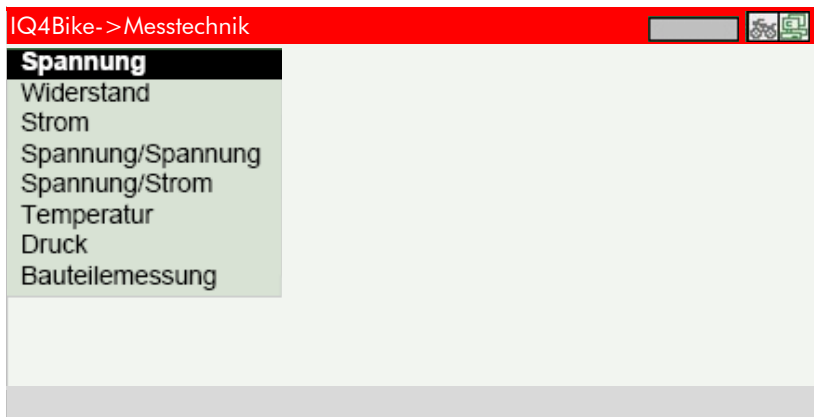 IQ4Bike->Messtechnik
Spannung
Widerstand
Strom
Spannung/Spannung
Spannung/Strom
Temperatur
Druck
Bauteilemessung